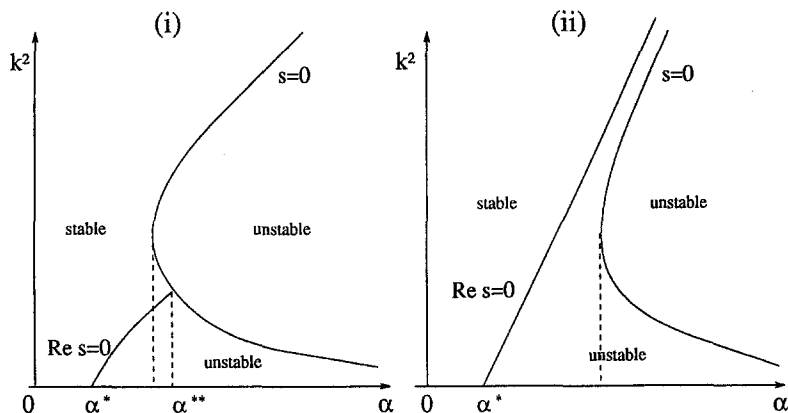 (i)
k²
s=0
stable
unstable
Re s=0
unstable
0
α*
α**
α
(ii)
k²
s=0
stable
unstable
Re s=0
unstable
0
α*
α